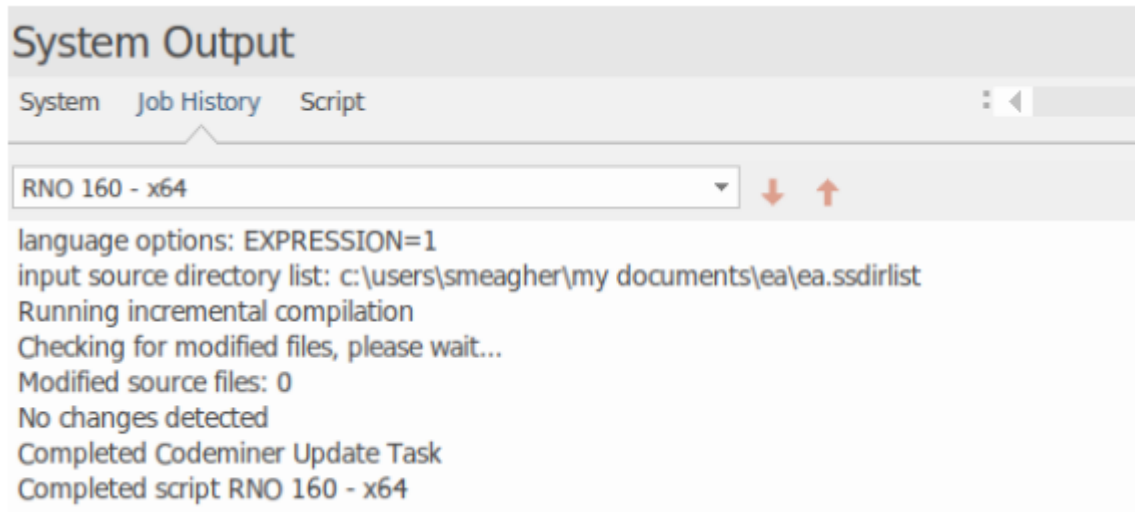 System Output
System Job History Script
RNO 160 - x64
language options: EXPRESSION=1
input source directory list: c:\users\smeagher\my documents\ea\ea.ssdirlist
Running incremental compilation
Checking for modified files, please wait...
Modified source files: 0
No changes detected
Completed Codeminer Update Task
Completed script RNO 160 - x64